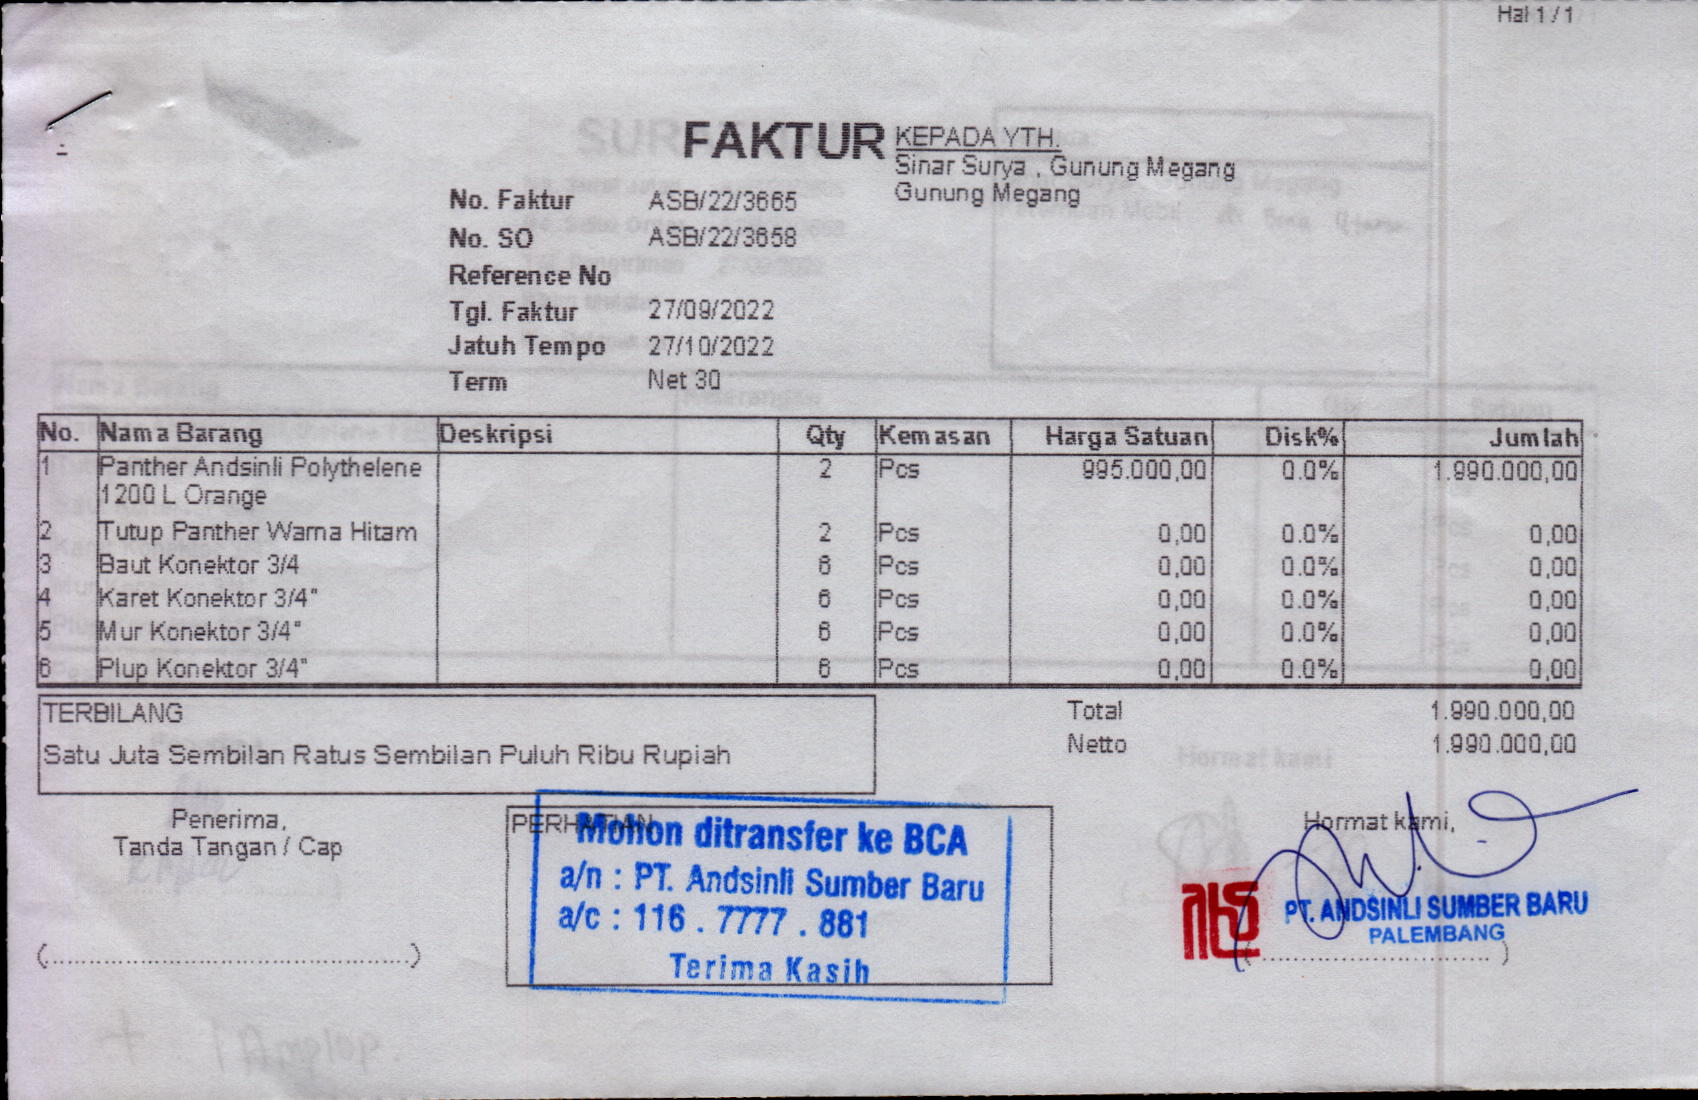 Hal 1 / 1
FAKTUR
KEPADA YTH.
Sinar Surya , Gunung Megang
Gunung Megang
No. Faktur ASB/22/3665
No. SO ASB/22/3658
Reference No
Tgl. Faktur 27/09/2022
Jatuh Tempo 27/10/2022
Term Net 30
No. Nama Barang Deskripsi Qty Kemasan Harga Satuan Disk% Jumlah
1 Panther Andsinli Polythelene 2 Pcs 995.000,00 0.0% 1.990.000,00
1200 L Orange
2 Tutup Panther Warna Hitam 2 Pcs 0,00 0.0% 0,00
3 Baut Konektor 3/4 6 Pcs 0,00 0.0% 0,00
4 Karet Konektor 3/4" 6 Pcs 0,00 0.0% 0,00
5 Mur Konektor 3/4" 6 Pcs 0,00 0.0% 0,00
6 Plup Konektor 3/4" 6 Pcs 0,00 0.0% 0,00
TERBILANG
Satu Juta Sembilan Ratus Sembilan Puluh Ribu Rupiah
Total 1.990.000,00
Netto 1.990.000,00
Penerima,
Tanda Tangan / Cap
PERHATIAN
Mohon ditransfer ke BCA
a/n : PT. Andsinli Sumber Baru
a/c : 116 . 7777 . 881
Terima Kasih
Hormat kami,
PT. ANDSINLI SUMBER BARU
PALEMBANG